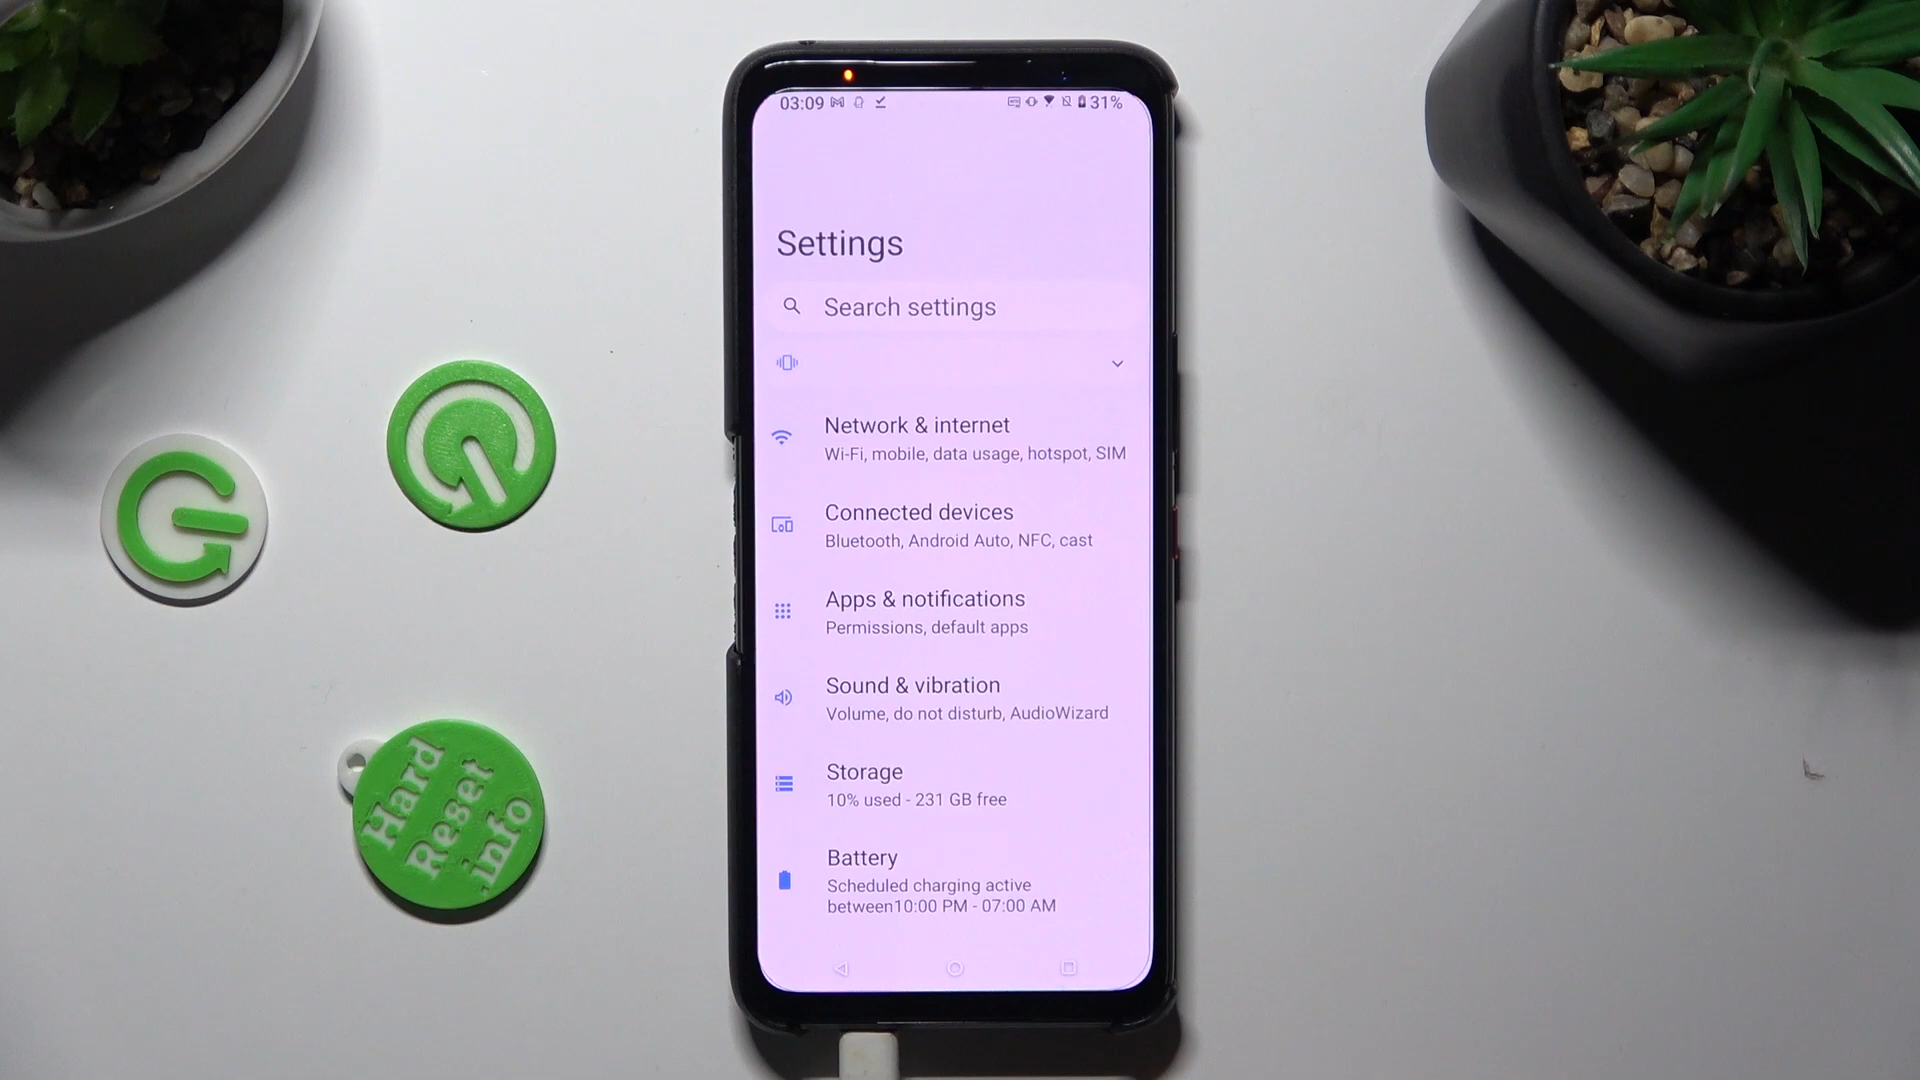 03:09
31%
Settings
Search settings
Network & internet
Wi-Fi, mobile, data usage, hotspot, SIM
Connected devices
Bluetooth, Android Auto, NFC, cast
Apps & notifications
Permissions, default apps
Sound & vibration
Volume, do not disturb, AudioWizard
Storage
10% used - 231 GB free
Battery
Scheduled charging active
between10:00 PM - 07:00 AM
Hard
Reset
.info